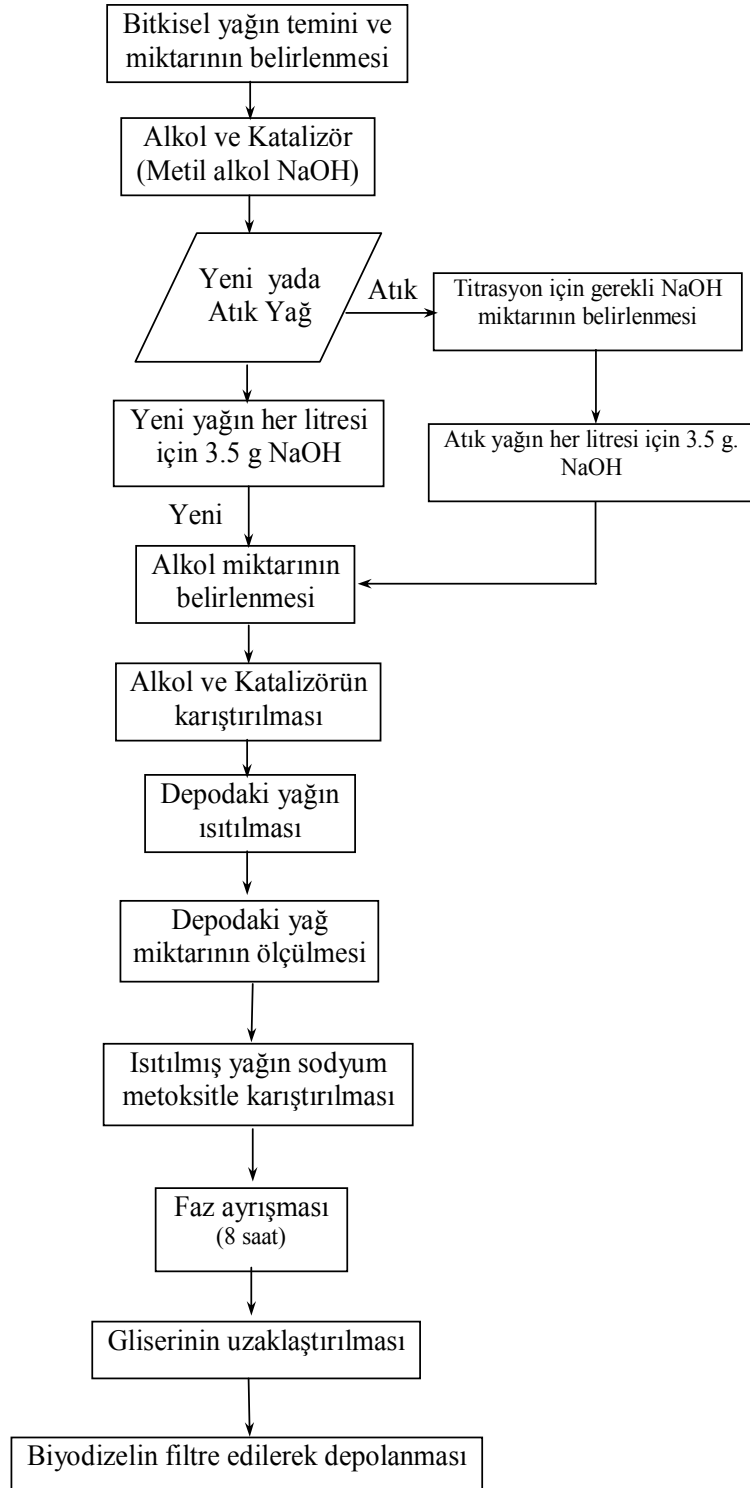 Bitkisel yağın temini ve
miktarının belirlenmesi
Alkol ve Katalizör
(Metil alkol NaOH)
Yeni yada
Atık Yağ
Atık
Titrasyon için gerekli NaOH
miktarının belirlenmesi
Yeni yağın her litresi
için 3.5 g NaOH
Atık yağın her litresi için 3.5 g.
NaOH
Yeni
Alkol miktarının
belirlenmesi
Alkol ve Katalizörün
karıştırılması
Depodaki yağın
ısıtılması
Depodaki yağ
miktarının ölçülmesi
Isıtılmış yağın sodyum
metoksitle karıştırılması
Faz ayrışması
(8 saat)
Gliserinin uzaklaştırılması
Biyodizelin filtre edilerek depolanması